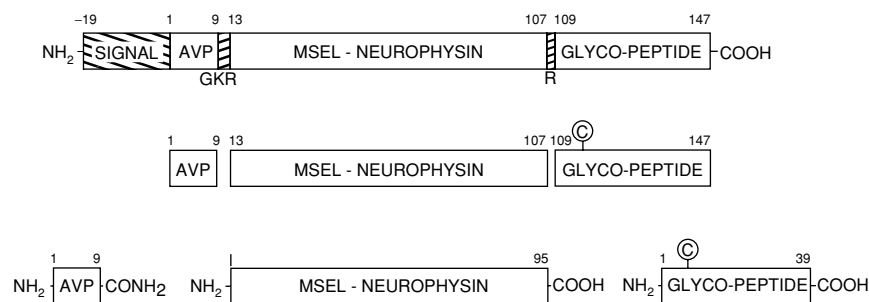 −19 1 9 13 107 109 147
NH2 SIGNAL AVP MSEL - NEUROPHYSIN GLYCO-PEPTIDE COOH
GKR R
1 9 13 107 109 C 147
AVP MSEL - NEUROPHYSIN GLYCO-PEPTIDE
1 9 I 95 1 C 39
NH2 AVP CONH2 NH2 MSEL - NEUROPHYSIN COOH NH2 GLYCO-PEPTIDE COOH